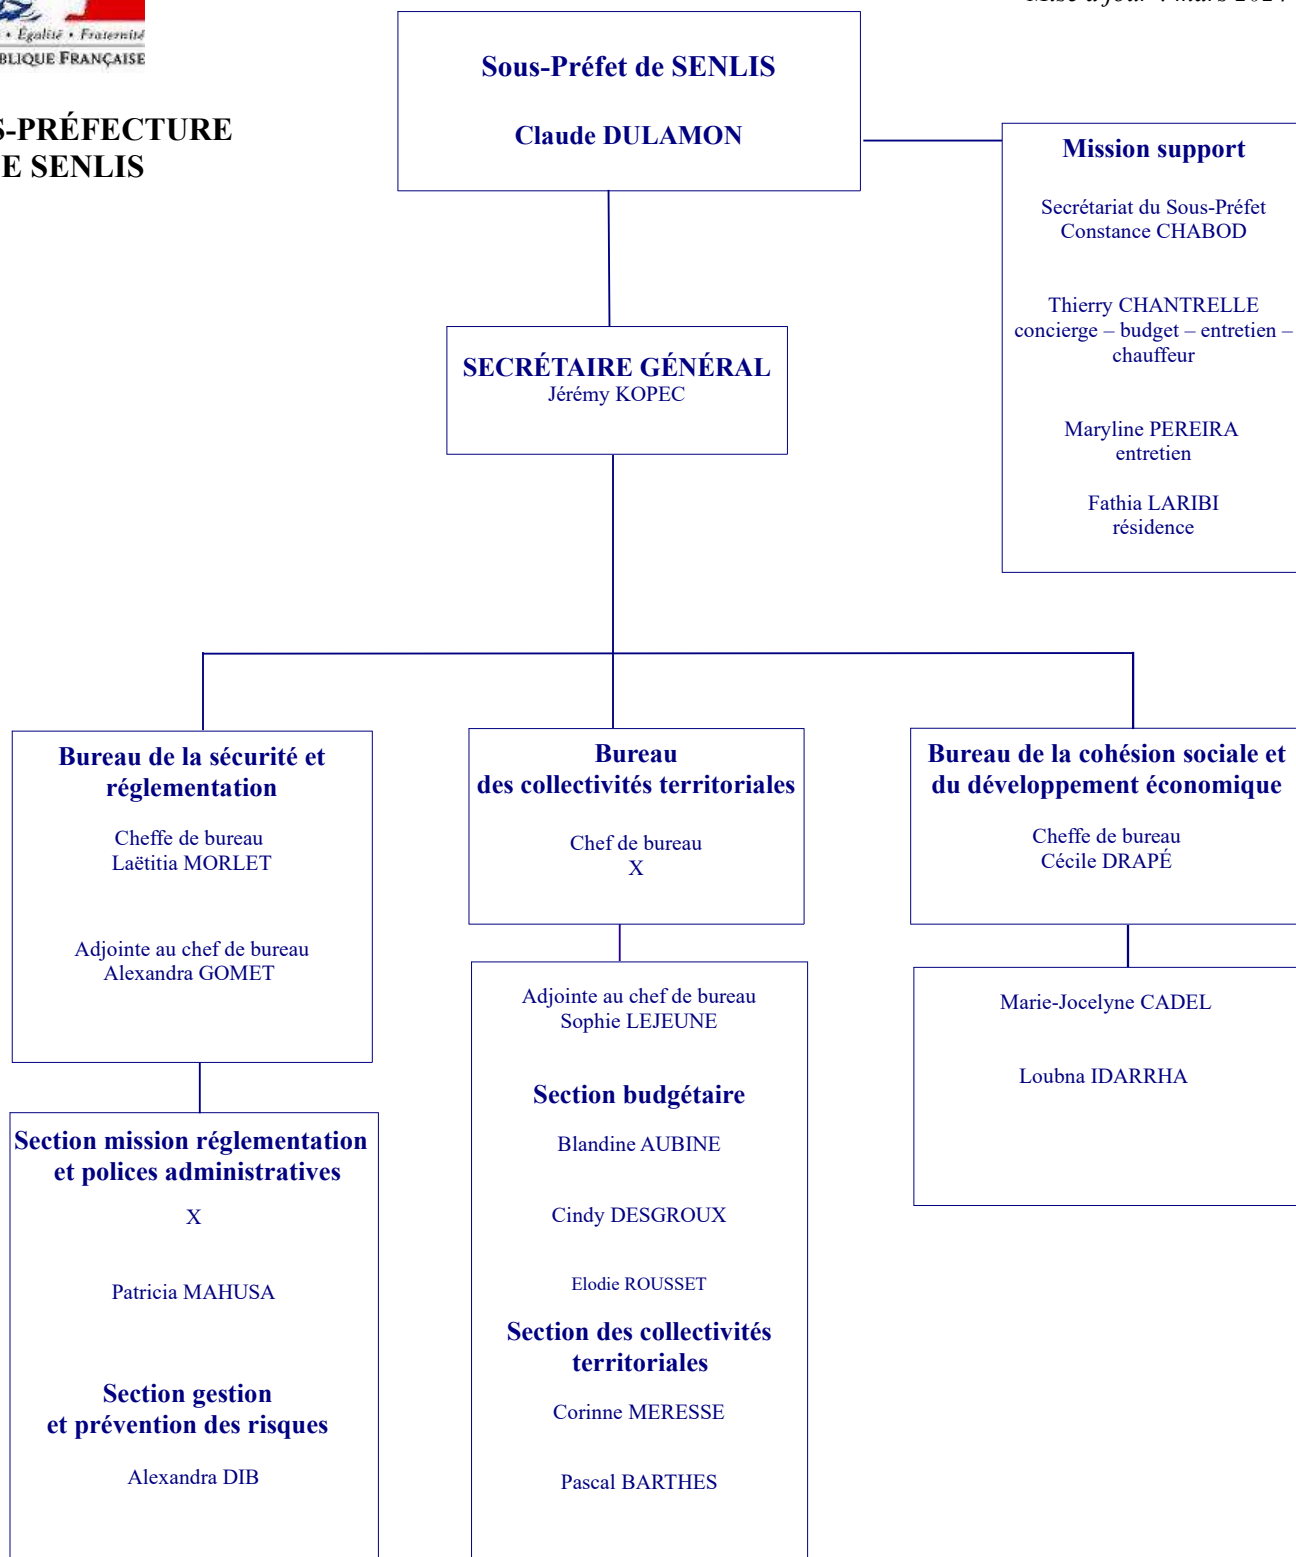 • Égalité • Fraternité
FRANÇAISE
DE SENLIS
Sous-Préfet de SENLIS
Claude DULAMON
Mission support
Secrétariat du Sous-Préfet
Constance CHABOD
Thierry CHANTRELLE
concierge – budget – entretien –
chauffeur
Maryline PEREIRA
entretien
Fathia LARIBI
résidence
SECRÉTAIRE GÉNÉRAL
Jérémy KOPEC
Bureau de la sécurité et
réglementation
Cheffe de bureau
Laëtitia MORLET
Adjointe au chef de bureau
Alexandra GOMET
Section mission réglementation
et polices administratives
X
Patricia MAHUSA
Section gestion
et prévention des risques
Alexandra DIB
Bureau
des collectivités territoriales
Chef de bureau
X
Adjointe au chef de bureau
Sophie LEJEUNE
Section budgétaire
Blandine AUBINE
Cindy DESGROUX
Elodie ROUSSET
Section des collectivités
territoriales
Corinne MERESSE
Pascal BARTHES
Bureau de la cohésion sociale et
du développement économique
Cheffe de bureau
Cécile DRAPÉ
Marie-Jocelyne CADEL
Loubna IDARRHA